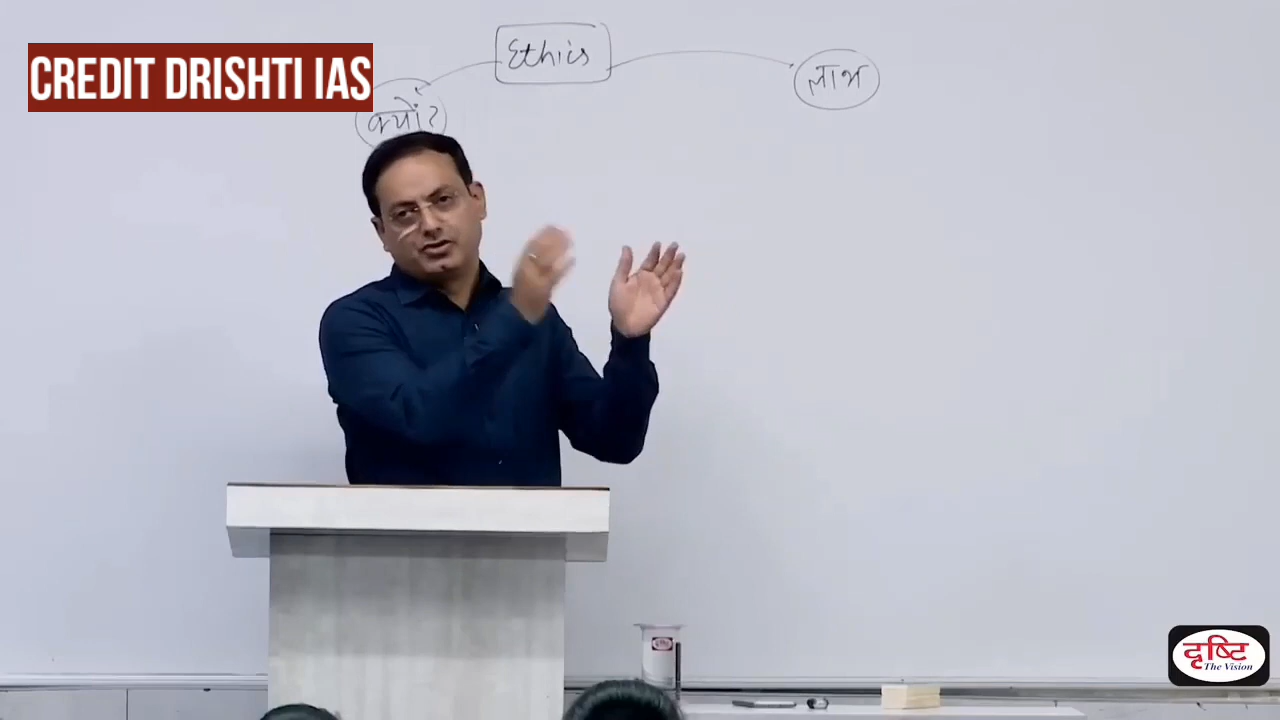 CREDIT DRISHTI IAS
Ethics
क्यों?
लाभ
दृष्टि
The Vision